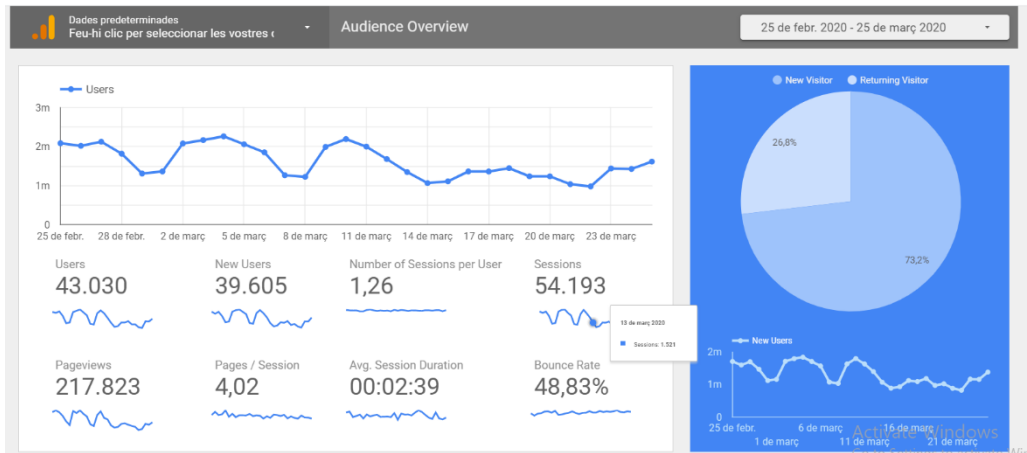 Dades predeterminades
Feu-hi clic per seleccionar les vostres
Audience Overview
25 de febr. 2020 - 25 de març 2020
Users
3m
2m
1m
0
25 de febr. 28 de febr. 2 de març 5 de març 8 de març 11 de març 14 de març 17 de març 20 de març 23 de març
Users
43.030
New Users
39.605
Number of Sessions per User
1,26
Sessions
54.193
13 de març 2020
Sessions: 1.521
Pageviews
217.823
Pages / Session
4,02
Avg. Session Duration
00:02:39
Bounce Rate
48,83%
New Visitor Returning Visitor
26,8%
73,2%
New Users
2m
1m
0
25 de febr. 6 de març 16 de març
1 de març 11 de març 21 de març
Activate Windows